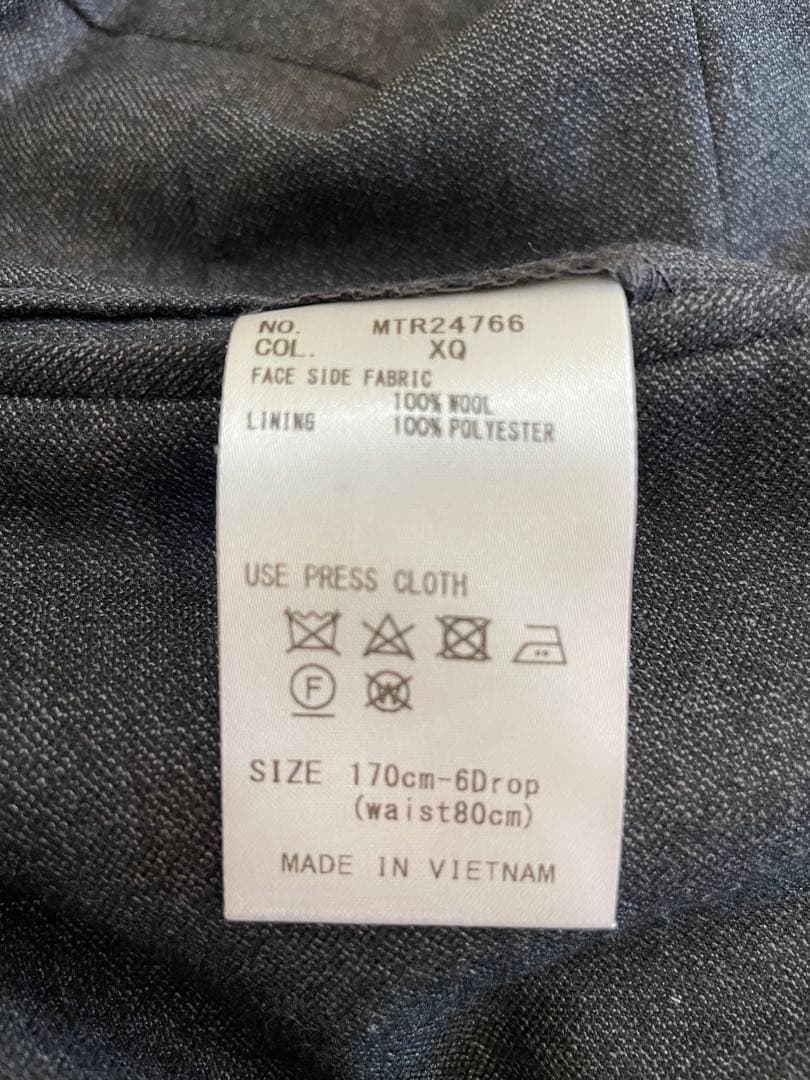 NO. MTR24766
COL. XQ
FACE SIDE FABRIC
100% WOOL
LINING 100% POLYESTER
USE PRESS CLOTH
F W
SIZE 170cm-6Drop
(waist80cm)
MADE IN VIETNAM